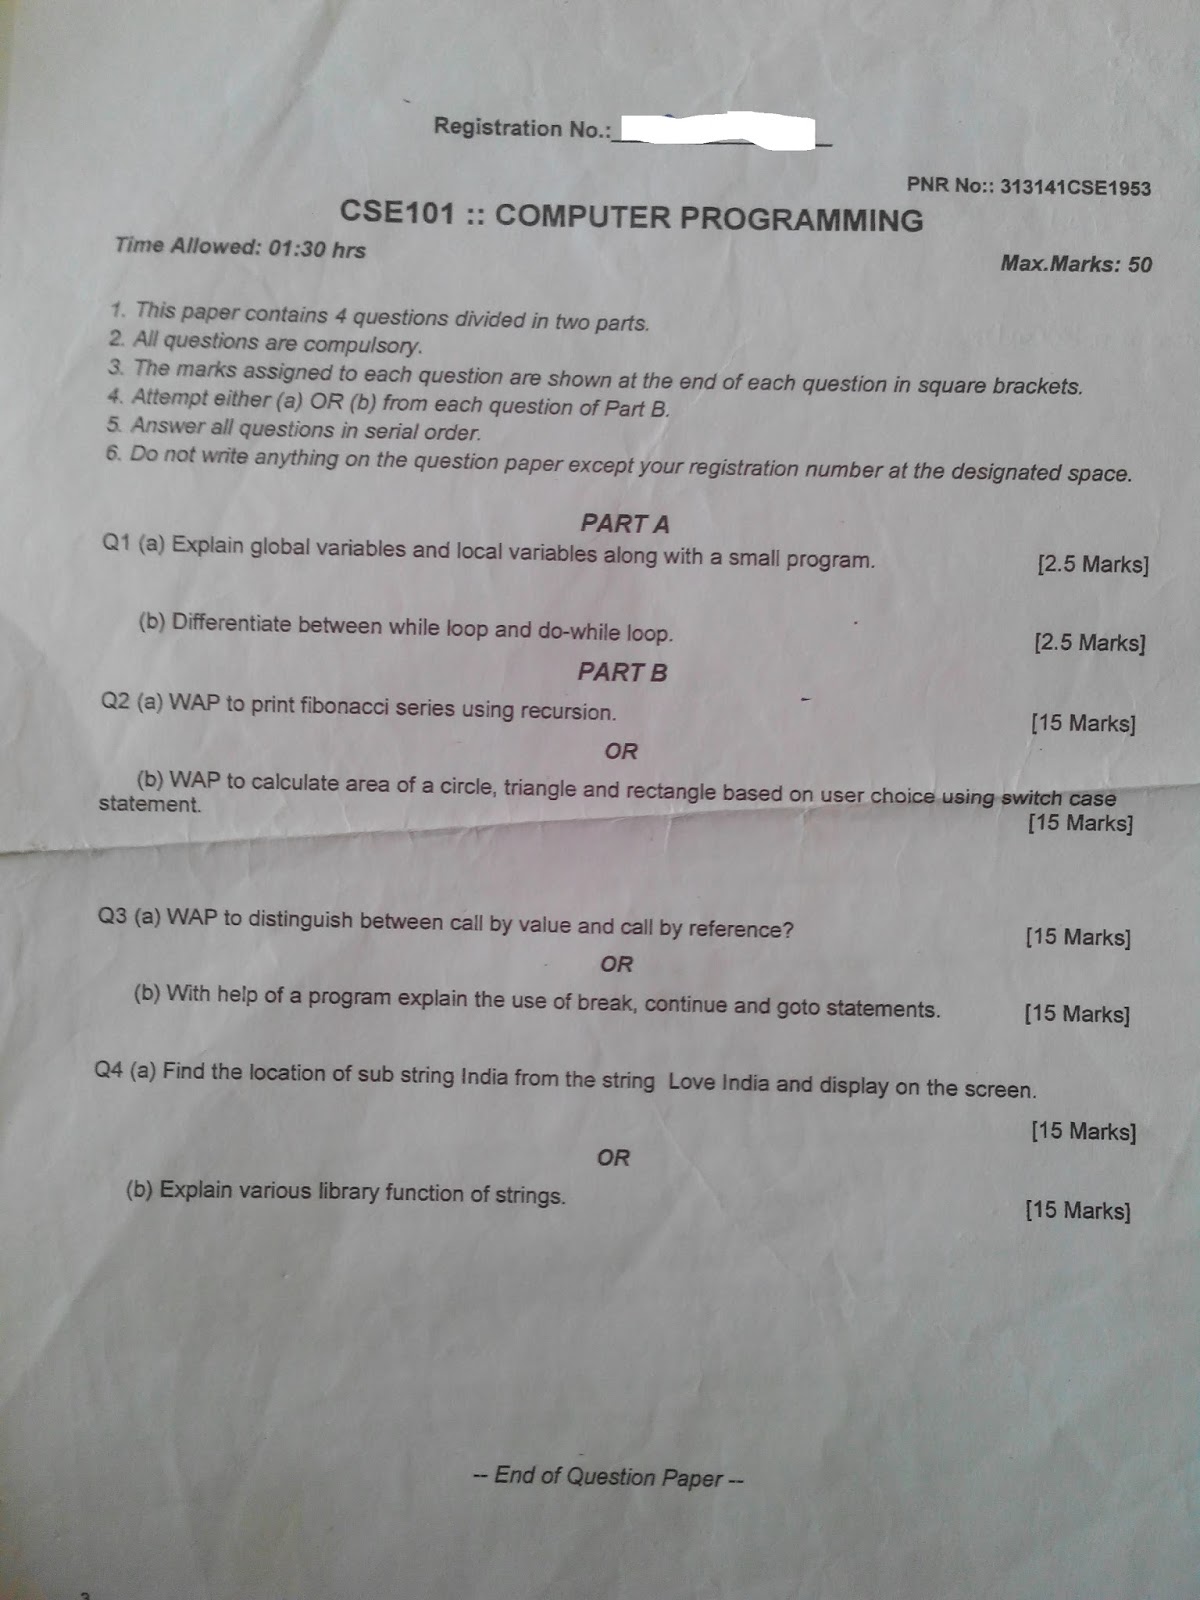 Registration No.:
PNR No:: 313141CSE1953
CSE101 :: COMPUTER PROGRAMMING
Time Allowed: 01:30 hrs
Max.Marks: 50
1. This paper contains 4 questions divided in two parts.
2. All questions are compulsory.
3. The marks assigned to each question are shown at the end of each question in square brackets.
4. Attempt either (a) OR (b) from each question of Part B.
5. Answer all questions in serial order.
6. Do not write anything on the question paper except your registration number at the designated space.
PART A
Q1 (a) Explain global variables and local variables along with a small program.
[2.5 Marks]
(b) Differentiate between while loop and do-while loop.
[2.5 Marks]
PART B
Q2 (a) WAP to print fibonacci series using recursion.
[15 Marks]
OR
(b) WAP to calculate area of a circle, triangle and rectangle based on user choice using switch case
statement.
[15 Marks]
Q3 (a) WAP to distinguish between call by value and call by reference?
[15 Marks]
OR
(b) With help of a program explain the use of break, continue and goto statements.
[15 Marks]
Q4 (a) Find the location of sub string India from the string Love India and display on the screen.
[15 Marks]
OR
(b) Explain various library function of strings.
[15 Marks]
-- End of Question Paper --